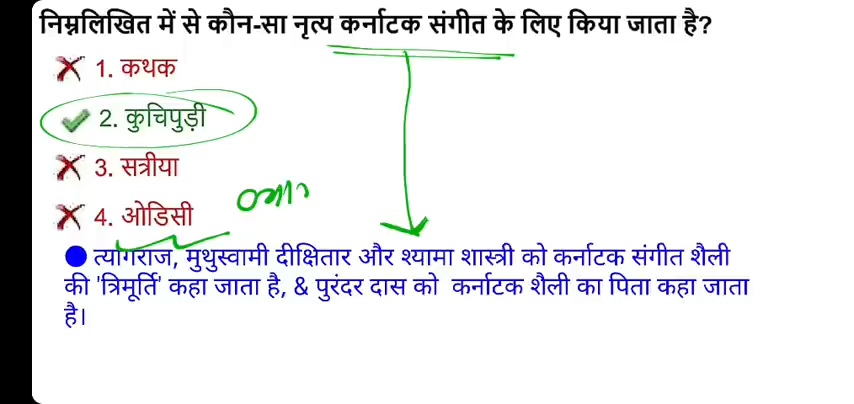 निम्नलिखित में से कौन-सा नृत्य कर्नाटक संगीत के लिए किया जाता है?
1. कथक
2. कुचिपुड़ी
3. सत्रीया
4. ओडिसी
त्यागराज, मुथुस्वामी दीक्षितार और श्यामा शास्त्री को कर्नाटक संगीत शैली
की 'त्रिमूर्ति' कहा जाता है, & पुरंदर दास को कर्नाटक शैली का पिता कहा जाता
है।